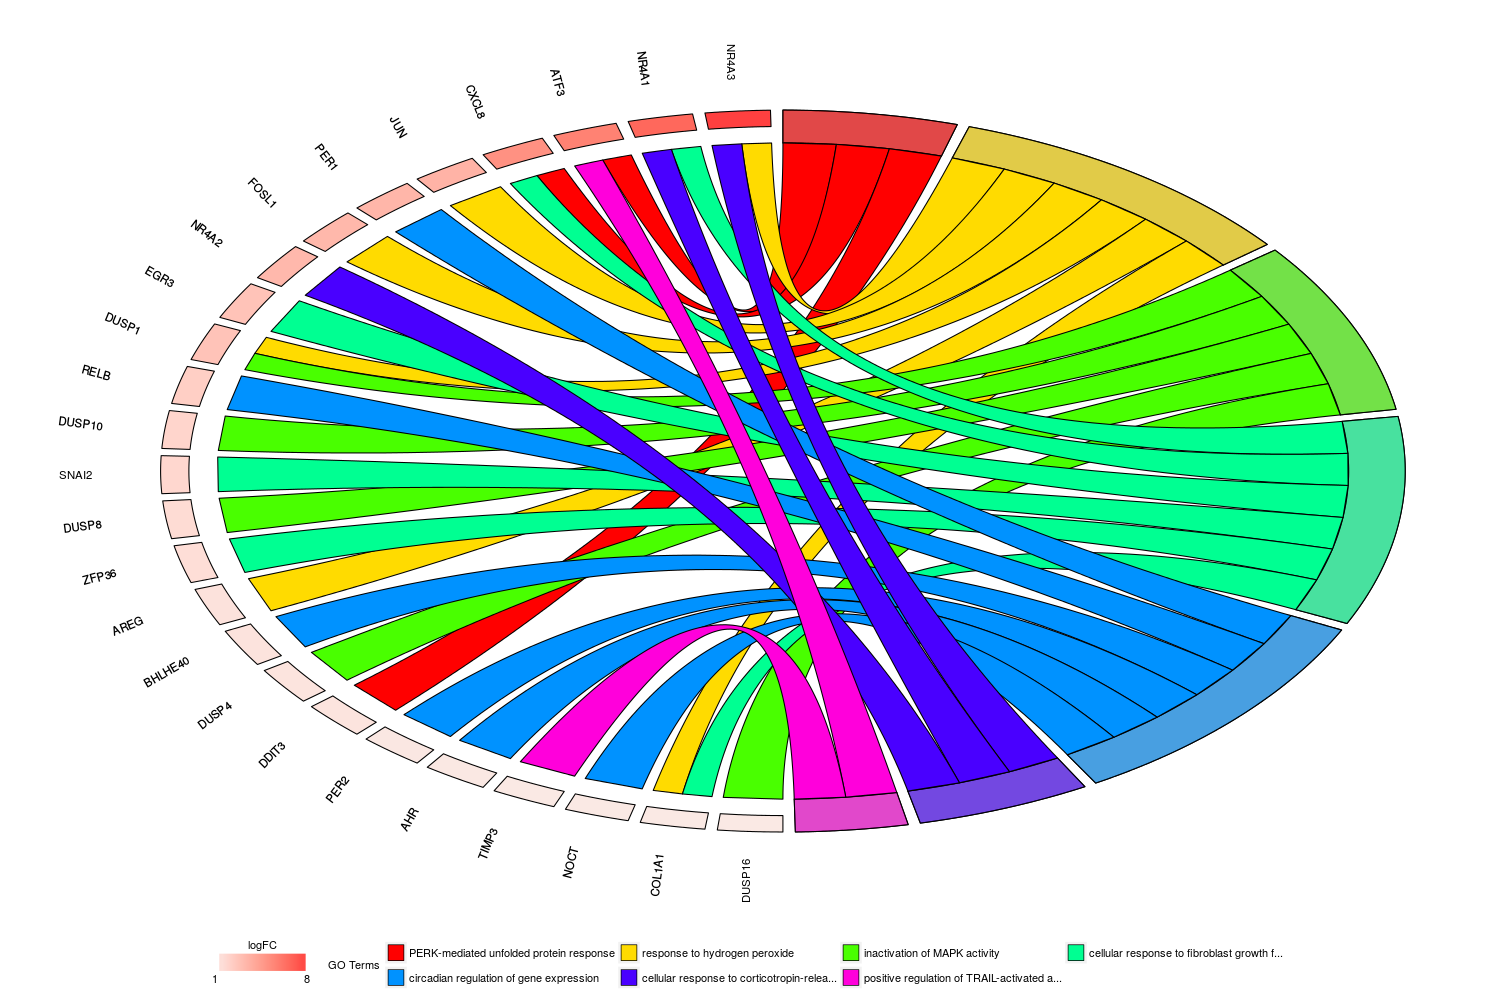 NR4A3
NR4A1
ATF3
CXCL8
JUN
PER1
FOSL1
NR4A2
EGR3
DUSP1
RELB
DUSP10
SNAI2
DUSP8
ZFP36
AREG
BHLHE40
DUSP4
DDIT3
PER2
AHR
TIMP3
NOCT
COL1A1
DUSP16
logFC
1 8
GO Terms
PERK-mediated unfolded protein response
response to hydrogen peroxide
inactivation of MAPK activity
cellular response to fibroblast growth f...
circadian regulation of gene expression
cellular response to corticotropin-relea...
positive regulation of TRAIL-activated a...